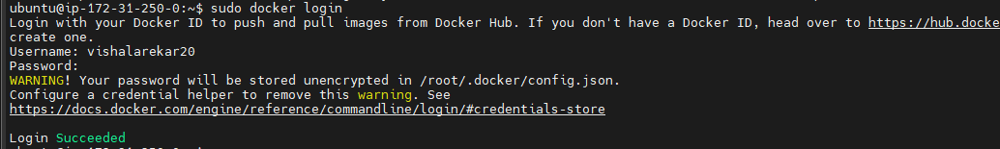 ubuntu@ip-172-31-250-0:~$ sudo docker login
Login with your Docker ID to push and pull images from Docker Hub. If you don't have a Docker ID, head over to https://hub.docke
create one.
Username: vishalarekar20
Password:
WARNING! Your password will be stored unencrypted in /root/.docker/config.json.
Configure a credential helper to remove this warning. See
https://docs.docker.com/engine/reference/commandline/login/#credentials-store
Login Succeeded